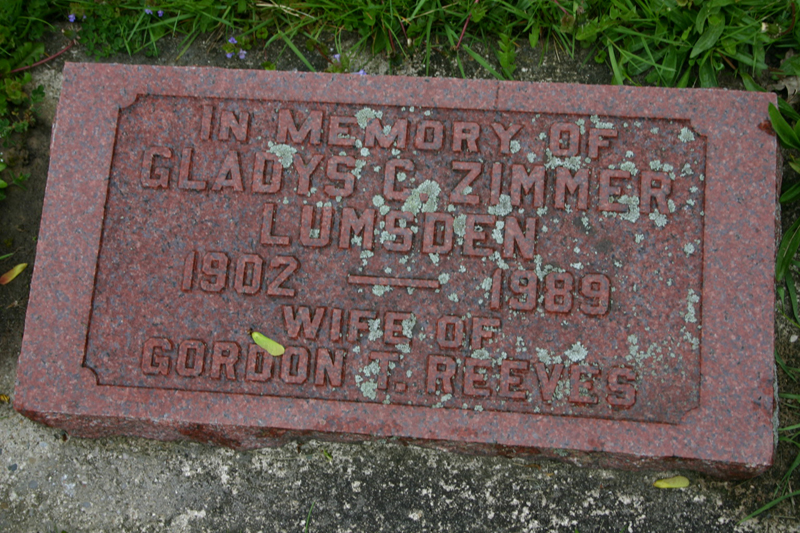 IN MEMORY OF
GLADYS C. ZIMMER
LUMSDEN
1902 — 1989
WIFE OF
GORDON T. REEVES